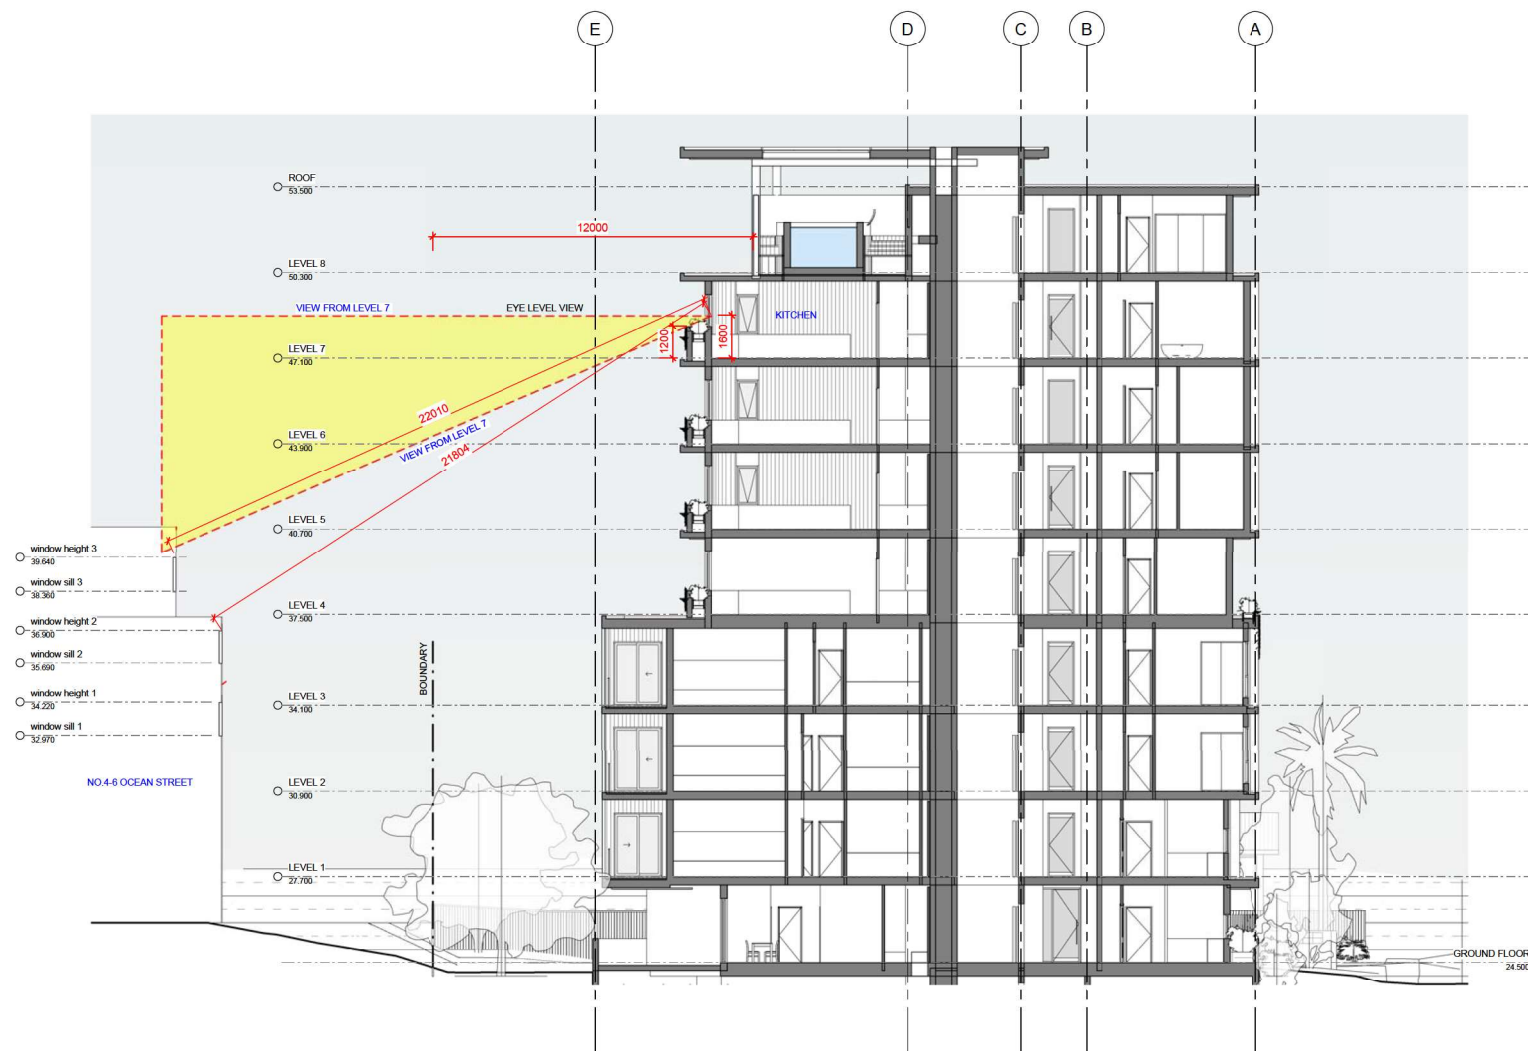 E
D
C
B
A
ROOF
53.500
12000
LEVEL 8
50.300
VIEW FROM LEVEL 7
EYE LEVEL VIEW
KITCHEN
1200
1600
LEVEL 7
47.100
22010
VIEW FROM LEVEL 7
21804
LEVEL 6
43.900
LEVEL 5
40.700
window height 3
39.640
window sill 3
38.360
LEVEL 4
37.500
window height 2
36.900
window sill 2
35.690
BOUNDARY
window height 1
34.220
LEVEL 3
34.100
window sill 1
32.970
NO.4-6 OCEAN STREET
LEVEL 2
30.900
LEVEL 1
27.700
GROUND FLOOR
24.500